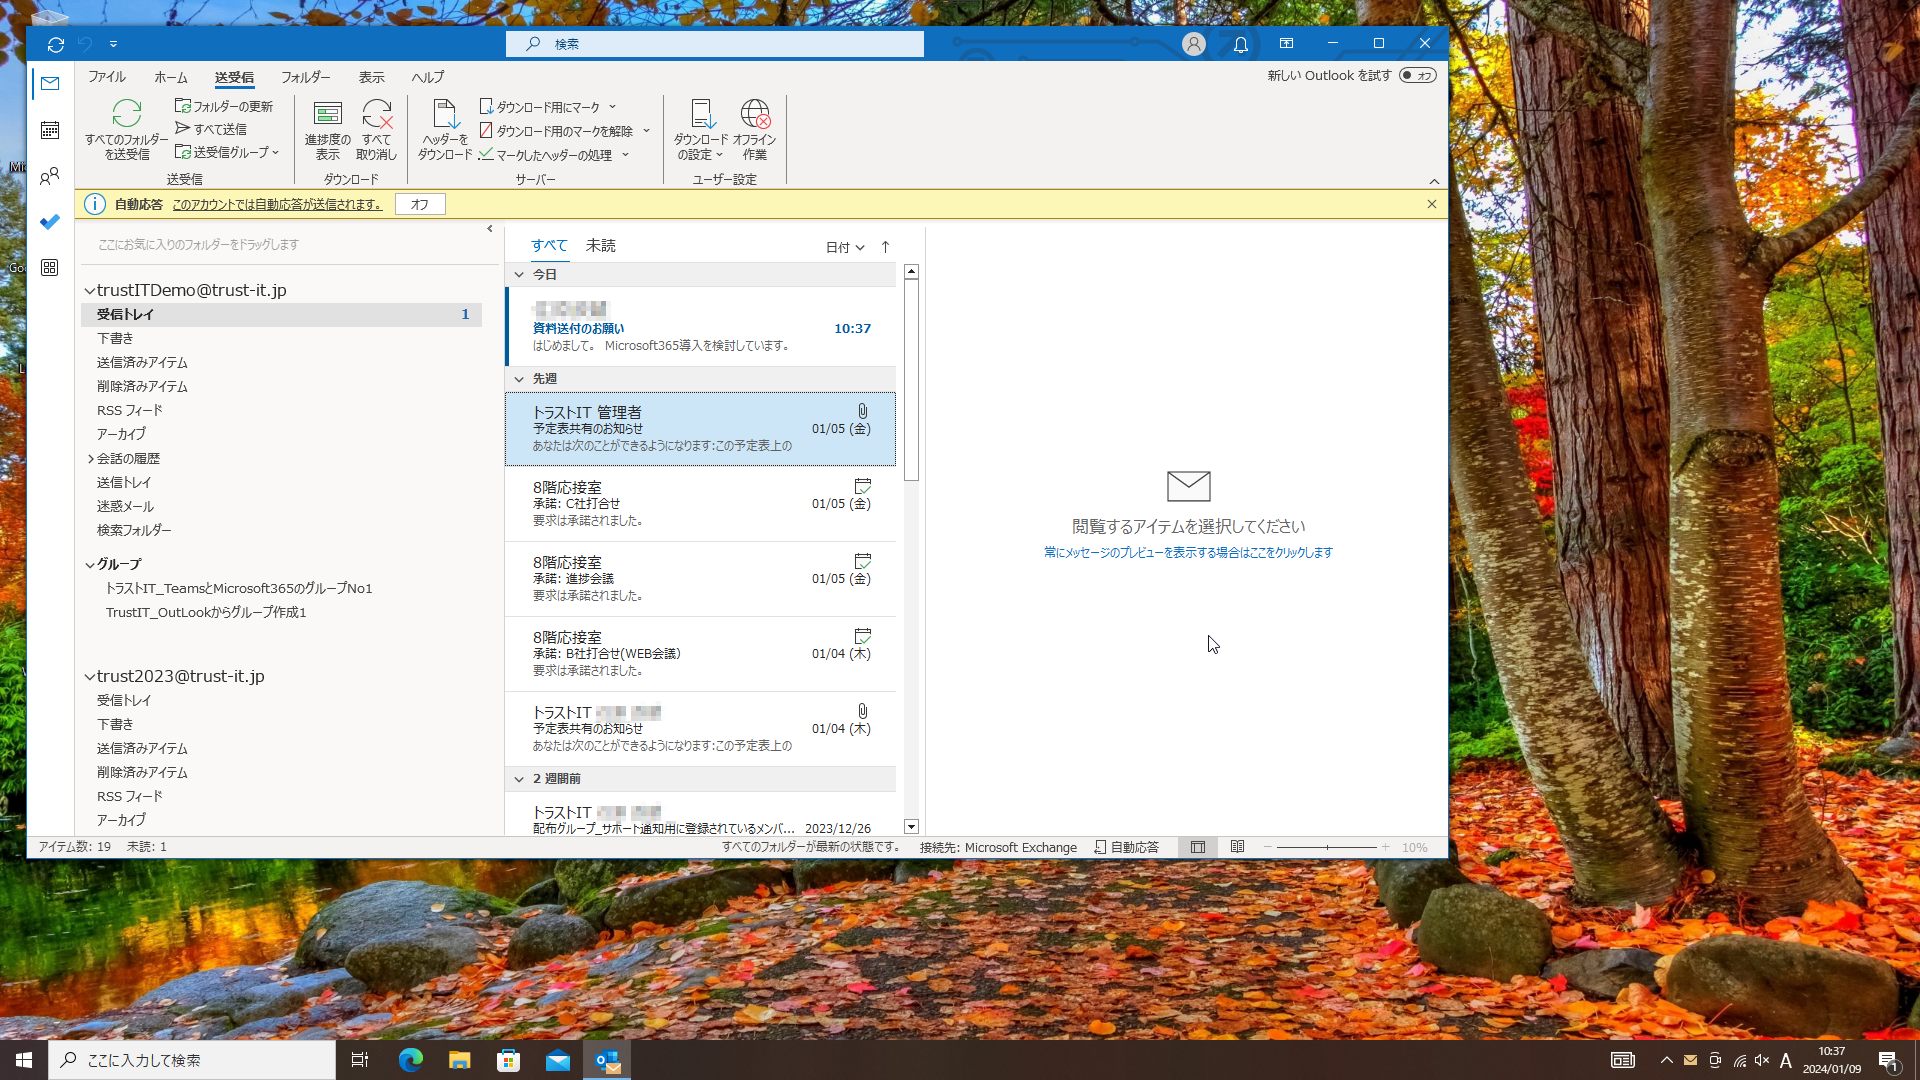 検索
ファイル ホーム 送受信 フォルダー 表示 ヘルプ
新しい Outlook を試す オフ
すべてのフォルダー
を送受信
フォルダーの更新
すべて送信
送受信グループ
送受信
進捗度の
表示
すべて
取り消し
ダウンロード
ヘッダーを
ダウンロード
ダウンロード用にマーク
ダウンロード用のマークを解除
マークしたヘッダーの処理
サーバー
ダウンロード
の設定
オフライン
作業
ユーザー設定
自動応答 このアカウントでは自動応答が送信されます。 オフ
ここにお気に入りのフォルダーをドラッグします
trustITDemo@trust-it.jp
受信トレイ 1
下書き
送信済みアイテム
削除済みアイテム
RSS フィード
アーカイブ
会話の履歴
送信トレイ
迷惑メール
検索フォルダー
グループ
トラストIT_TeamsとMicrosoft365のグループNo1
TrustIT_OutLookからグループ作成1
trust2023@trust-it.jp
受信トレイ
下書き
送信済みアイテム
削除済みアイテム
RSS フィード
アーカイブ
すべて 未読 日付
今日
資料送付のお願い 10:37
はじめまして。 Microsoft365導入を検討しています。
先週
トラストIT 管理者
予定表共有のお知らせ 01/05 (金)
あなたは次のことができるようになります:この予定表上の
8階応接室
承諾: C社打合せ 01/05 (金)
要求は承諾されました。
8階応接室
承諾: 進捗会議 01/05 (金)
要求は承諾されました。
8階応接室
承諾: B社打合せ(WEB会議) 01/04 (木)
要求は承諾されました。
トラストIT
予定表共有のお知らせ 01/04 (木)
あなたは次のことができるようになります:この予定表上の
2 週間前
トラストIT
配布グループ_サポート通知用に登録されているメンバ... 2023/12/26
閲覧するアイテムを選択してください
常にメッセージのプレビューを表示する場合はここをクリックします
アイテム数: 19 未読: 1
すべてのフォルダーが最新の状態です。 接続先: Microsoft Exchange 自動応答 10%
ここに入力して検索
A
10:37
2024/01/09
1